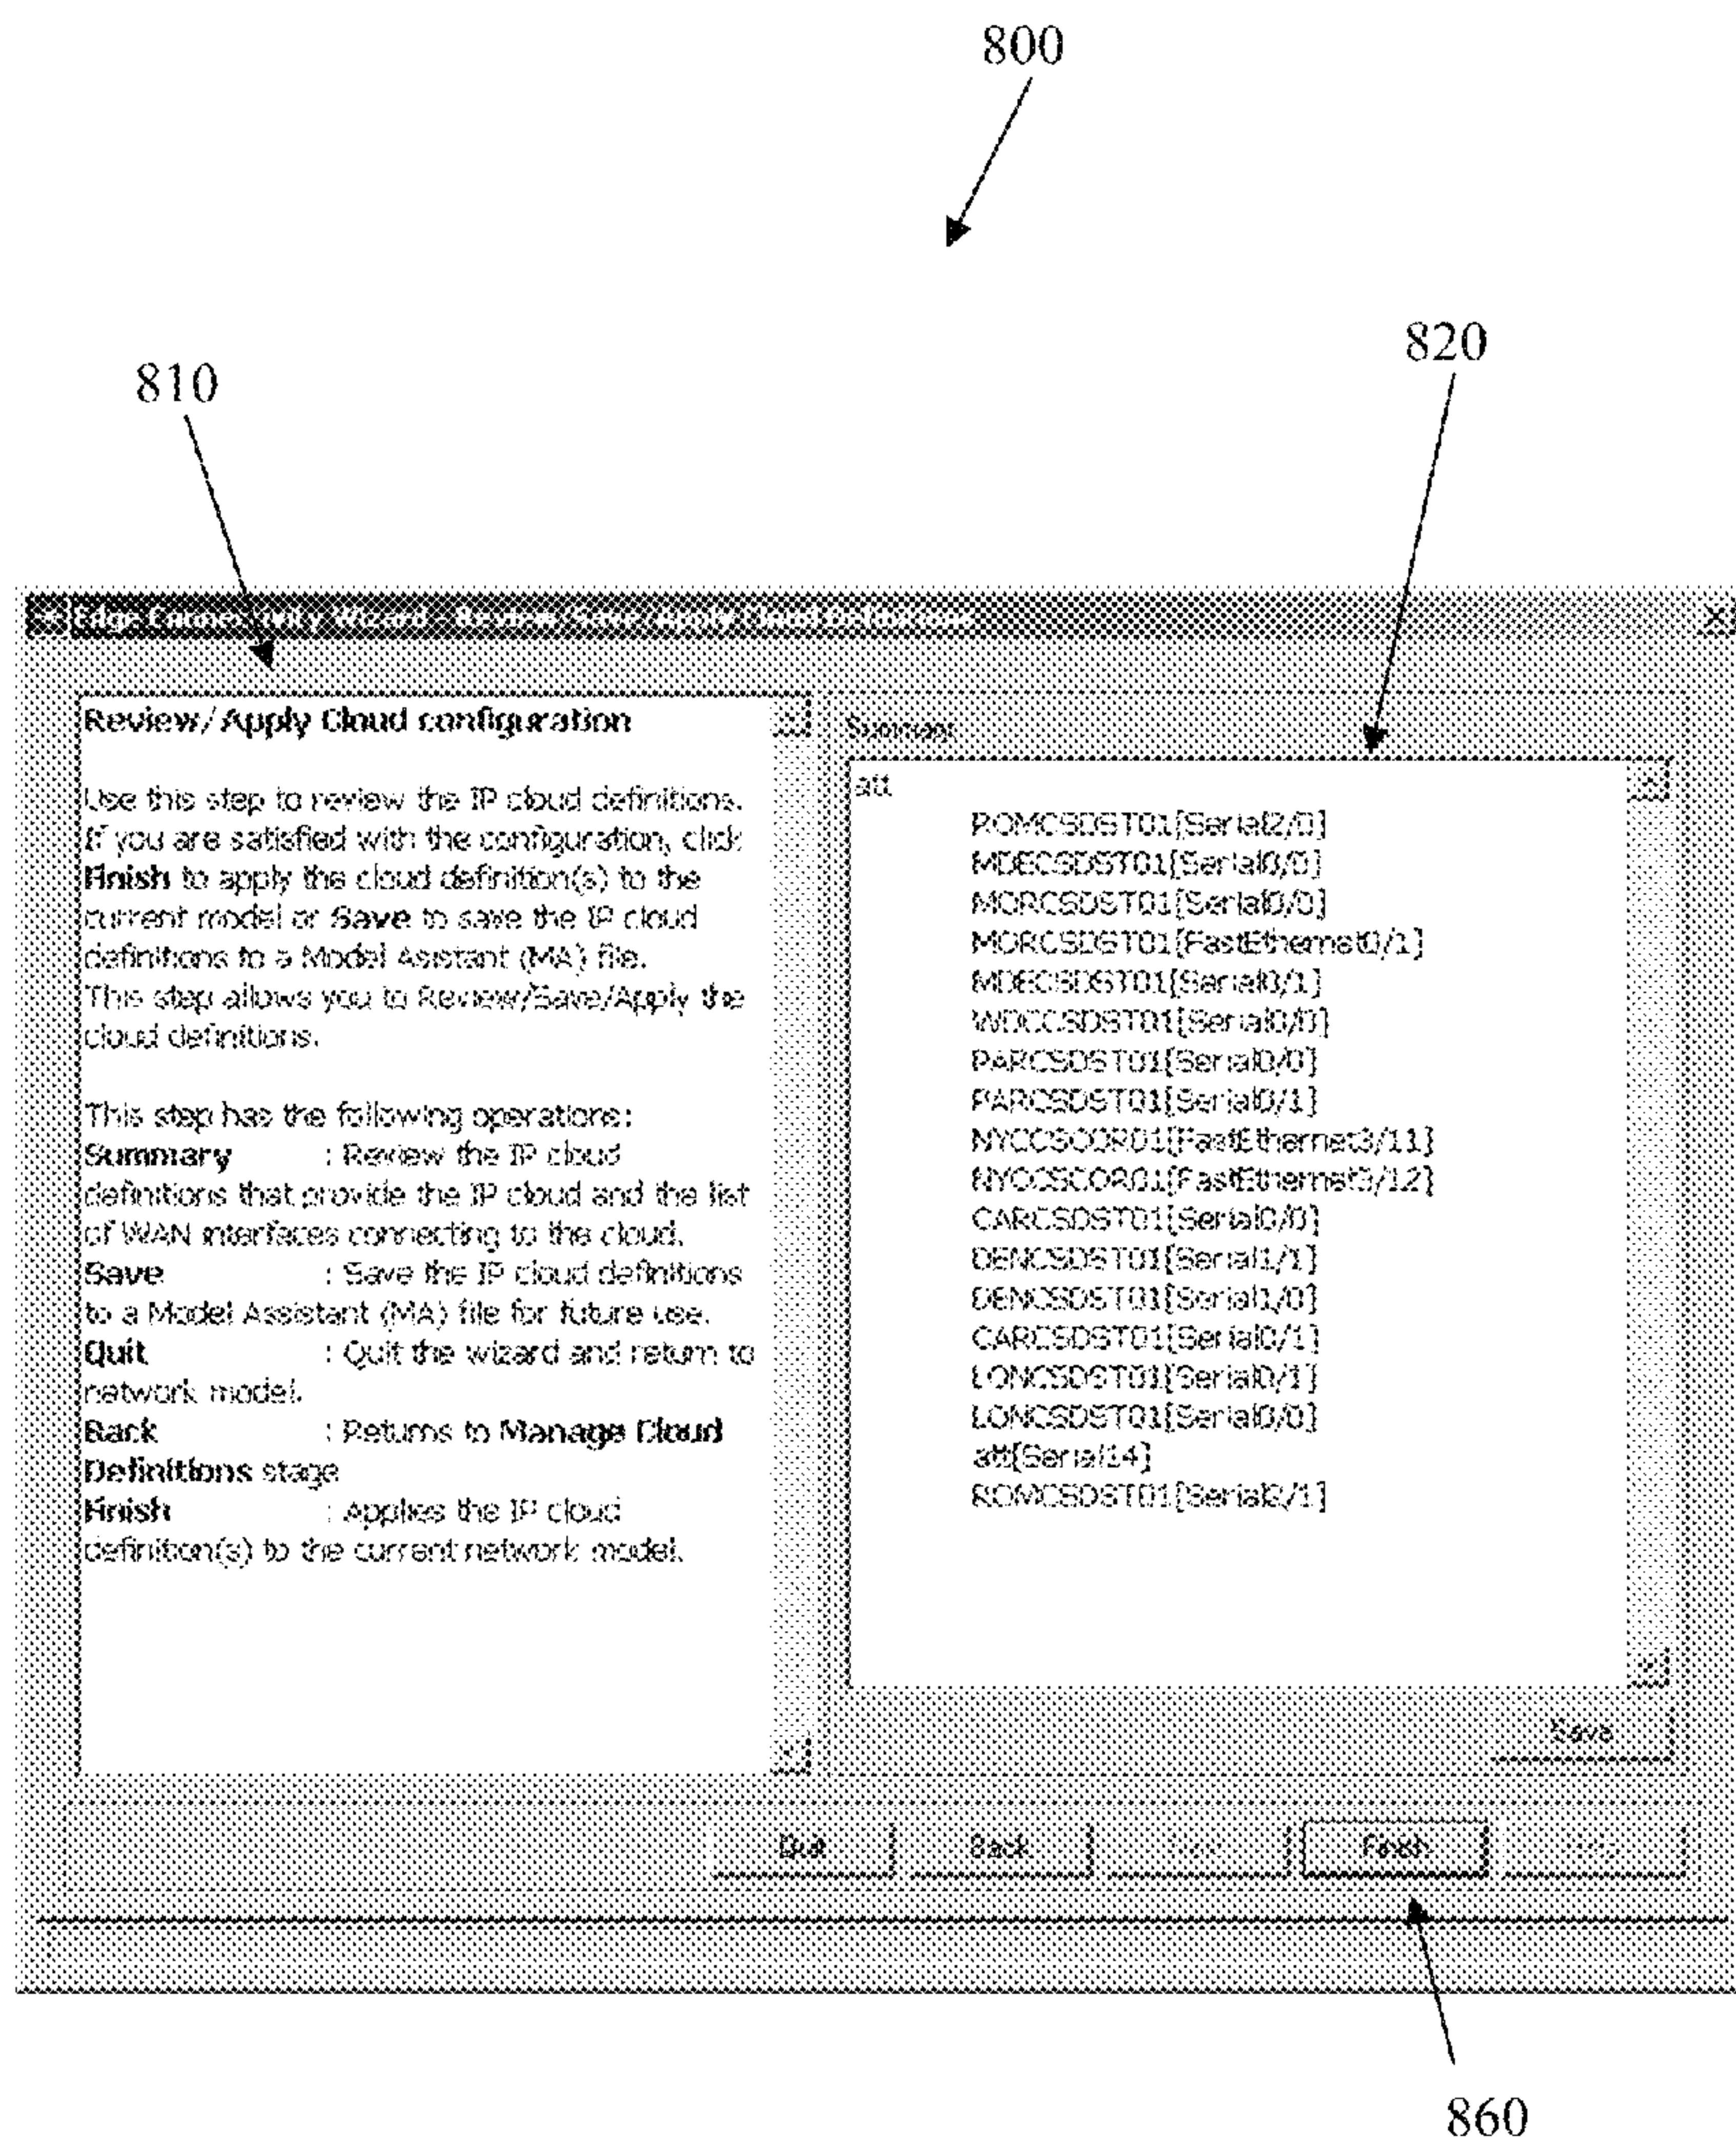 800
820
810
Edge Connectivity Wizard - Review/Save/Apply Cloud Definitions
Review/Apply Cloud configuration
Use this step to review the IP cloud definitions.
If you are satisfied with the configuration, click
Finish to apply the cloud definition(s) to the
current model or Save to save the IP cloud
definitions to a Model Asistant (MA) file.
This step allows you to Review/Save/Apply the
cloud definitions.
This step has the following operations:
Summary : Review the IP cloud
definitions that provide the IP cloud and the list
of WAN interfaces connecting to the cloud.
Save : Save the IP cloud definitions
to a Model Assistant (MA) file for future use.
Quit : Quit the wizard and return to
network model.
Back : Returns to Manage Cloud
Definitions stage
Finish : Applies the IP cloud
definition(s) to the current network model.
Summary
att
ROMCSDST01[Serial2/0]
MDECSDST01[Serial0/0]
MORCSDST01[Serial0/0]
MORCSDST01[FastEthernet0/1]
MDECSDST01[Serial0/1]
WDCCSDST01[Serial0/0]
PARCSDST01[Serial0/0]
PARCSDST01[Serial0/1]
NYCCSCOR01[FastEthernet3/11]
NYCCSCOR01[FastEthernet3/12]
CARCSDST01[Serial0/0]
DENCSDST01[Serial1/1]
DENCSDST01[Serial1/0]
CARCSDST01[Serial0/1]
LONCSDST01[Serial0/1]
LONCSDST01[Serial0/0]
att[Serial14]
ROMCSDST01[Serial2/1]
Save
Quit Back Finish
860